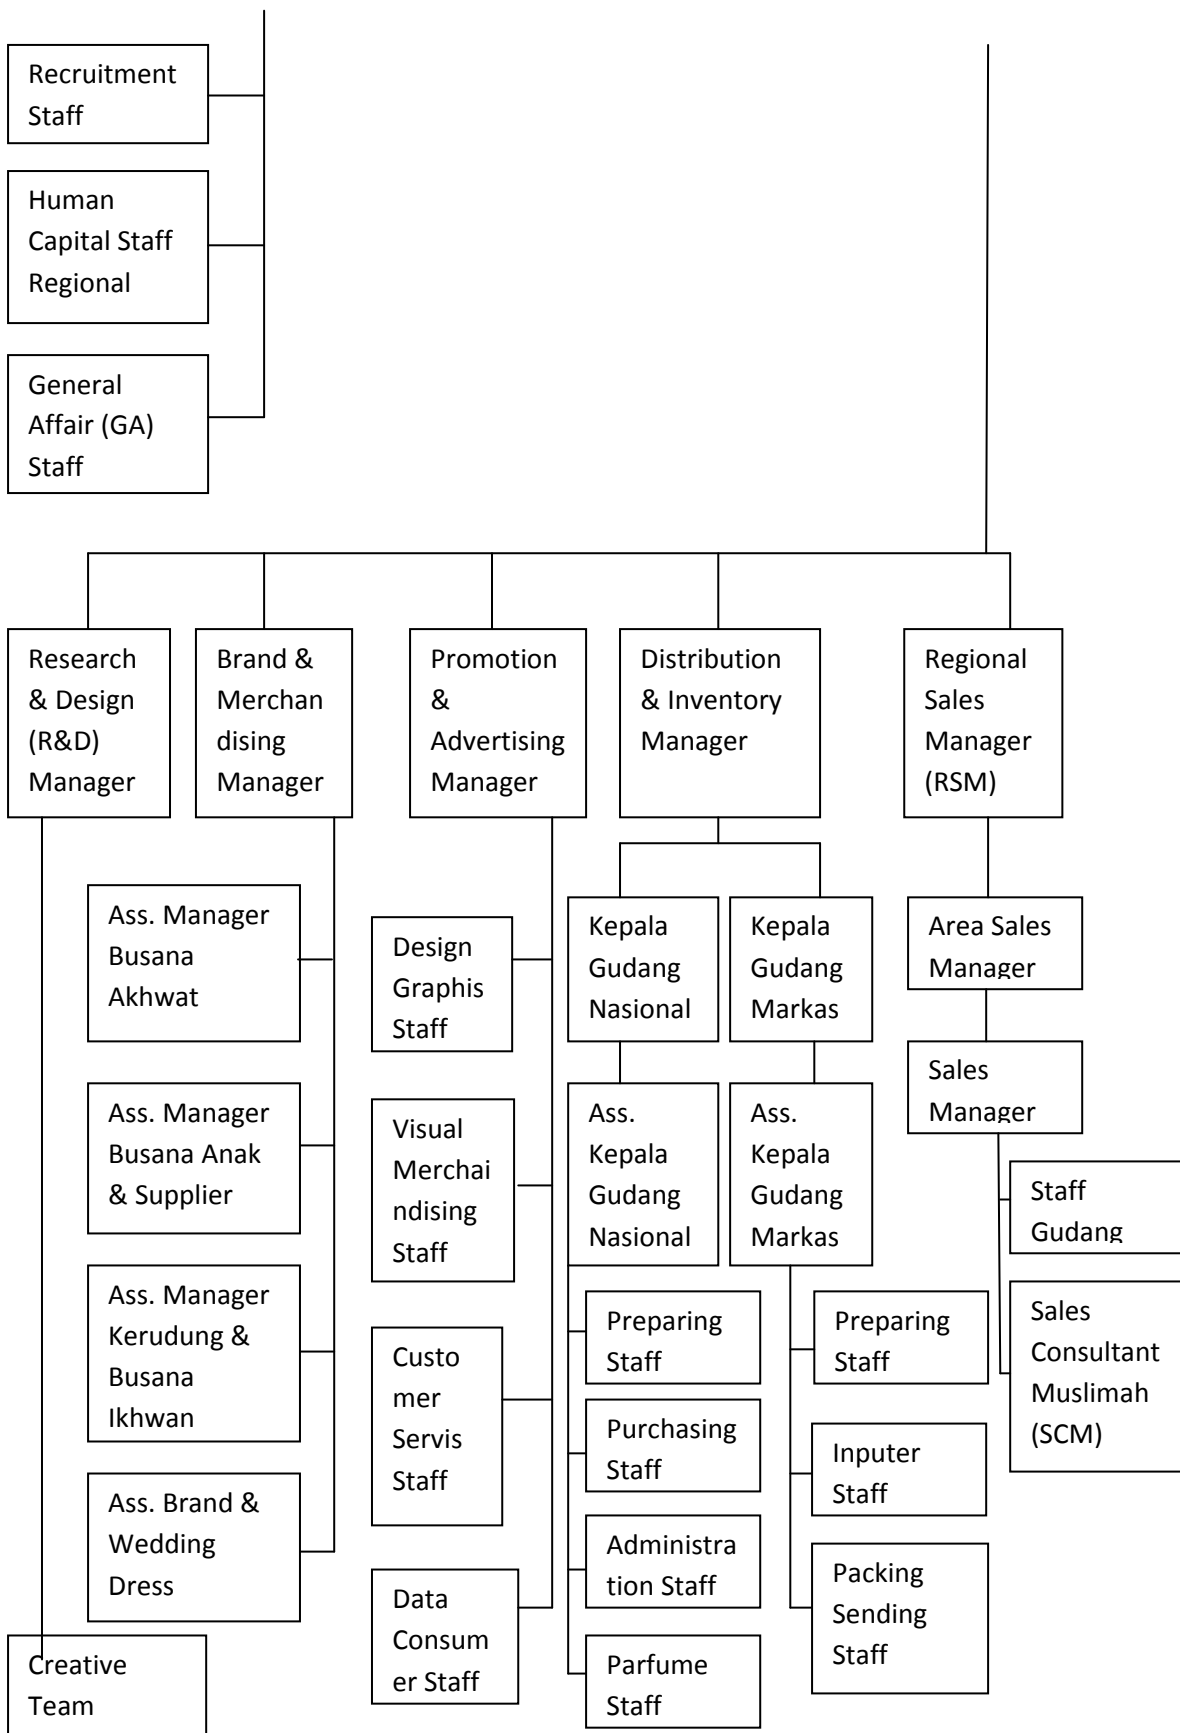 Recruitment
Staff
Human
Capital Staff
Regional
General
Affair (GA)
Staff
Research
& Design
(R&D)
Manager
Brand &
Merchan
dising
Manager
Promotion
&
Advertising
Manager
Distribution
& Inventory
Manager
Regional
Sales
Manager
(RSM)
Ass. Manager
Busana
Akhwat
Ass. Manager
Busana Anak
& Supplier
Ass. Manager
Kerudung &
Busana
Ikhwan
Ass. Brand &
Wedding
Dress
Creative
Team
Design
Graphis
Staff
Visual
Merchai
ndising
Staff
Custo
mer
Servis
Staff
Data
Consum
er Staff
Kepala
Gudang
Nasional
Kepala
Gudang
Markas
Ass.
Kepala
Gudang
Nasional
Ass.
Kepala
Gudang
Markas
Preparing
Staff
Purchasing
Staff
Administra
tion Staff
Parfume
Staff
Preparing
Staff
Inputer
Staff
Packing
Sending
Staff
Area Sales
Manager
Sales
Manager
Staff
Gudang
Sales
Consultant
Muslimah
(SCM)